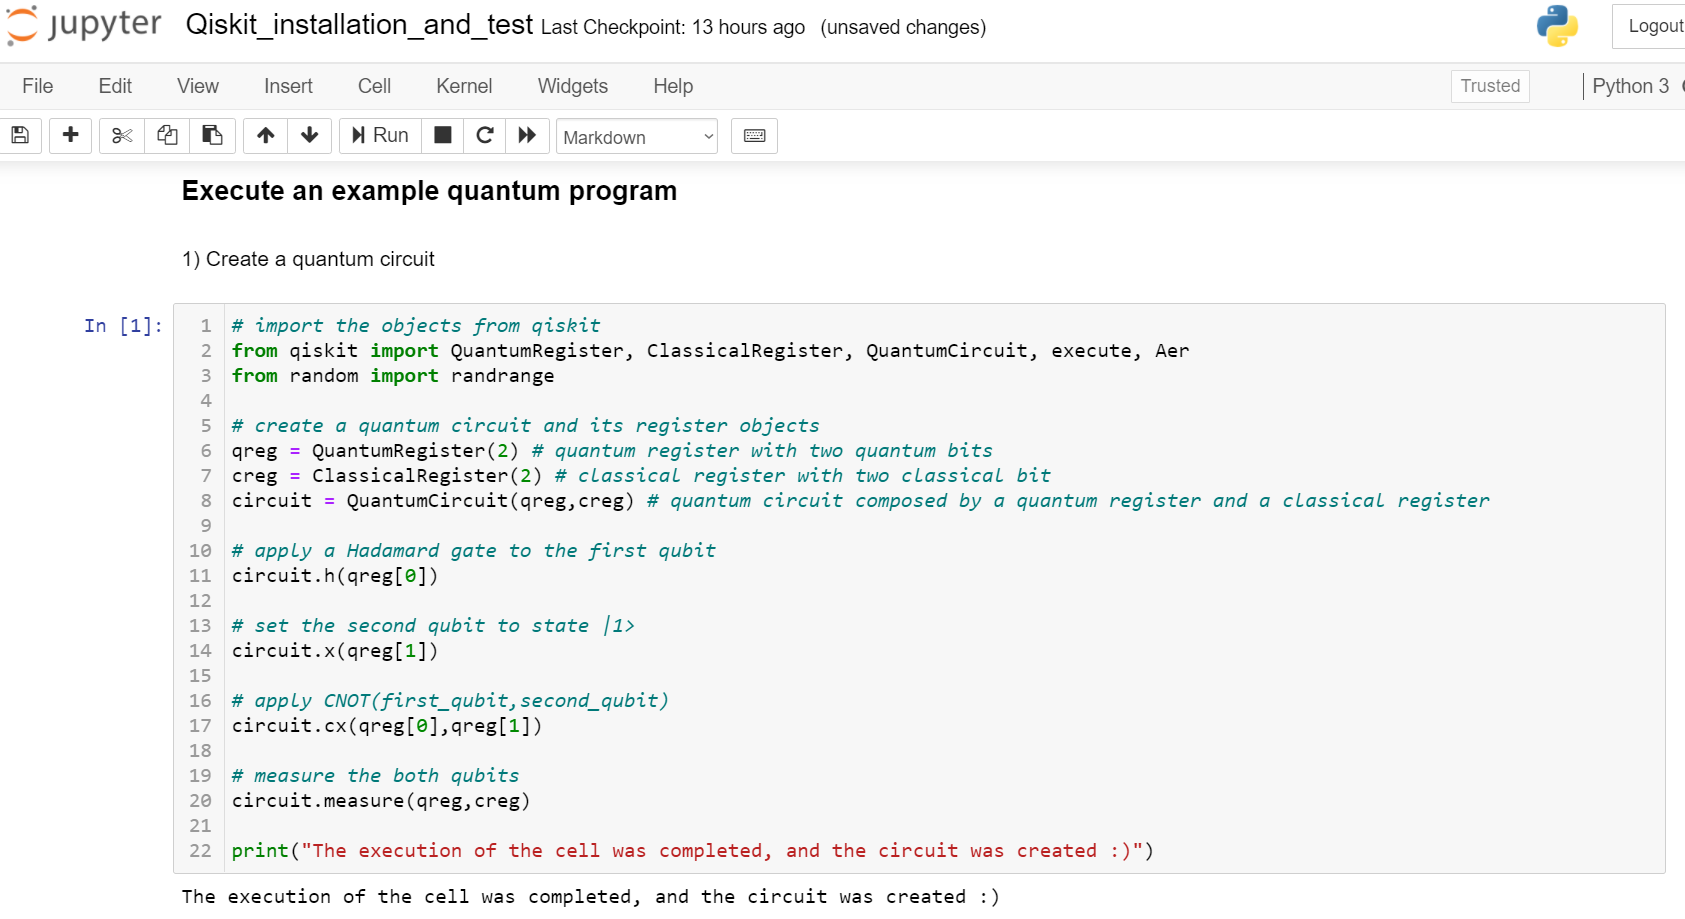 jupyter Qiskit_installation_and_test Last Checkpoint: 13 hours ago (unsaved changes) Logout
File Edit View Insert Cell Kernel Widgets Help Trusted Python 3
Run Markdown
Execute an example quantum program
1) Create a quantum circuit
In [1]:
1 # import the objects from qiskit
2 from qiskit import QuantumRegister, ClassicalRegister, QuantumCircuit, execute, Aer
3 from random import randrange
4
5 # create a quantum circuit and its register objects
6 qreg = QuantumRegister(2) # quantum register with two quantum bits
7 creg = ClassicalRegister(2) # classical register with two classical bit
8 circuit = QuantumCircuit(qreg,creg) # quantum circuit composed by a quantum register and a classical register
9
10 # apply a Hadamard gate to the first qubit
11 circuit.h(qreg[0])
12
13 # set the second qubit to state |1>
14 circuit.x(qreg[1])
15
16 # apply CNOT(first_qubit,second_qubit)
17 circuit.cx(qreg[0],qreg[1])
18
19 # measure the both qubits
20 circuit.measure(qreg,creg)
21
22 print("The execution of the cell was completed, and the circuit was created :)")
The execution of the cell was completed, and the circuit was created :)